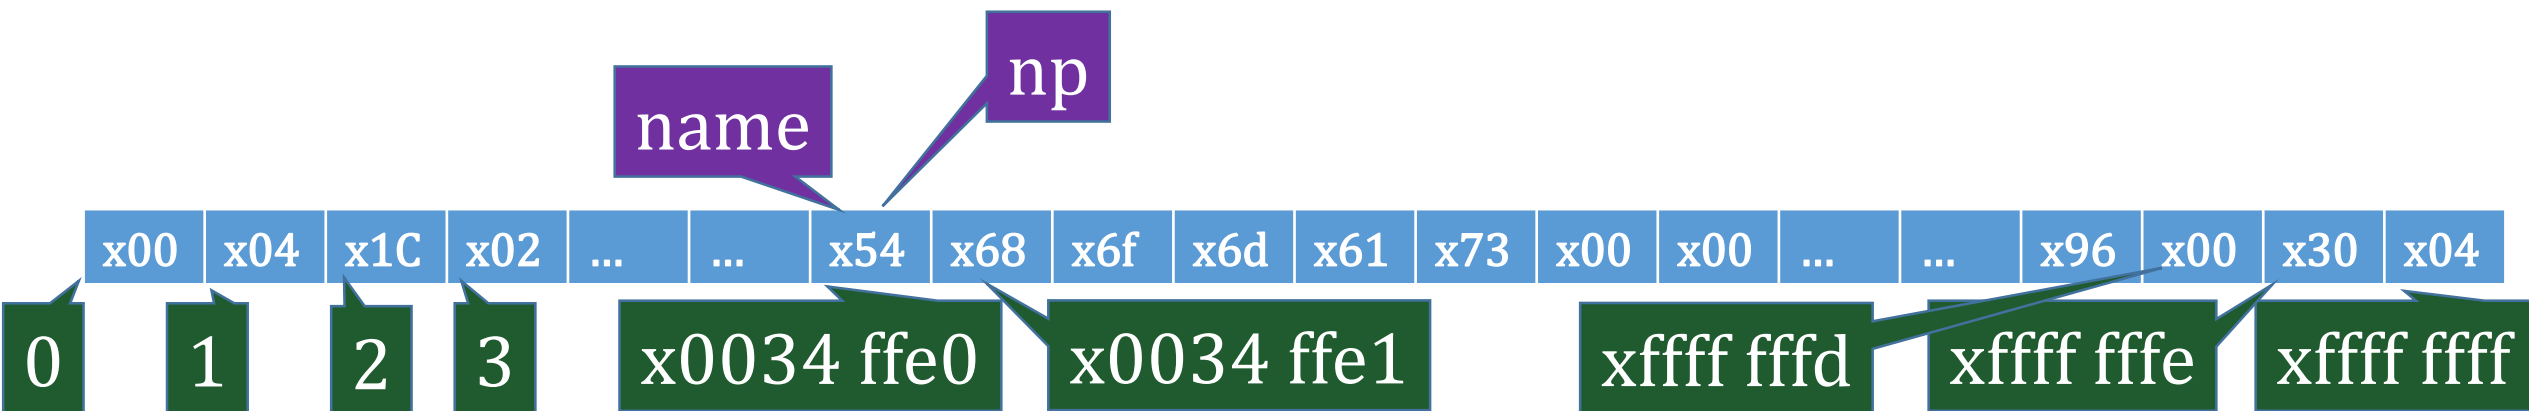 np
name
x00 x04 x1C x02 ... ... x54 x68 x6f x6d x61 x73 x00 x00 ... ... x96 x00 x30 x04
0 1 2 3 x0034 ffe0 x0034 ffe1 xffff fffd xffff fffe xffff ffff